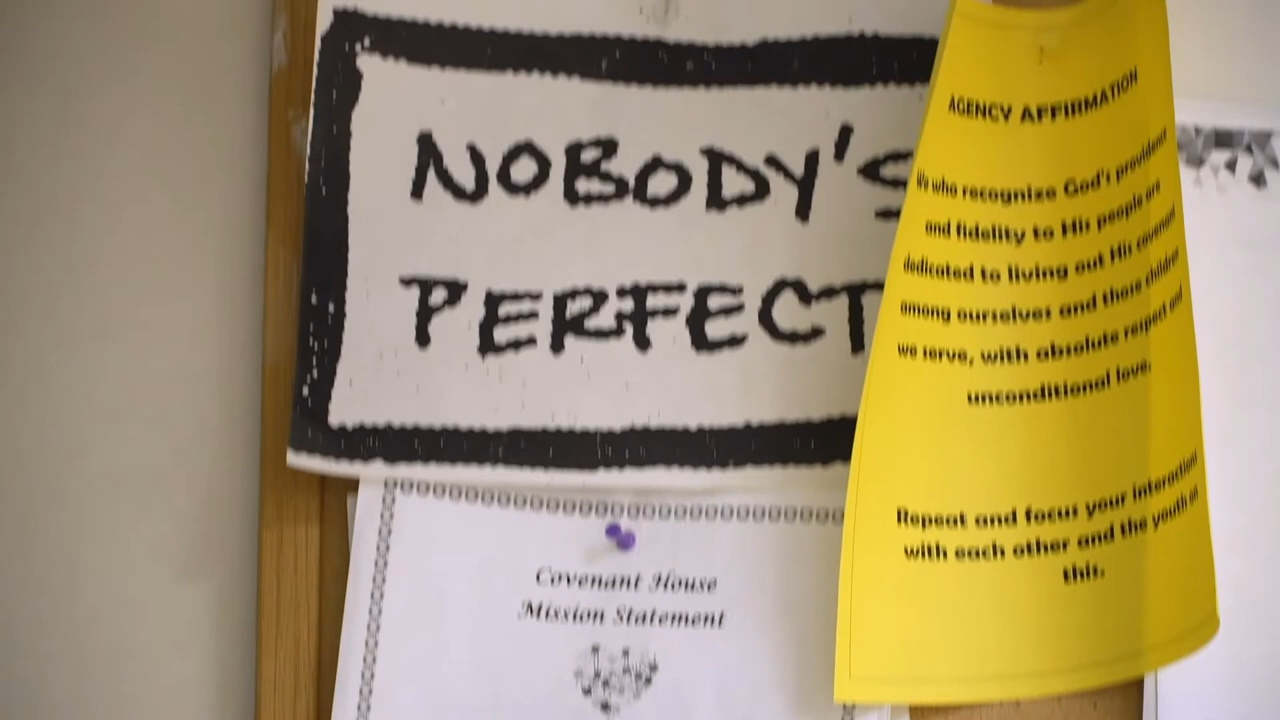 NOBODY'S
PERFECT
AGENCY AFFIRMATION
We who recognize God's providence
and fidelity to His people are
dedicated to living out His covenant
among ourselves and those children
we serve, with absolute respect and
unconditional love.
Repeat and focus your interactions
with each other and the youth on
this.
Covenant House
Mission Statement